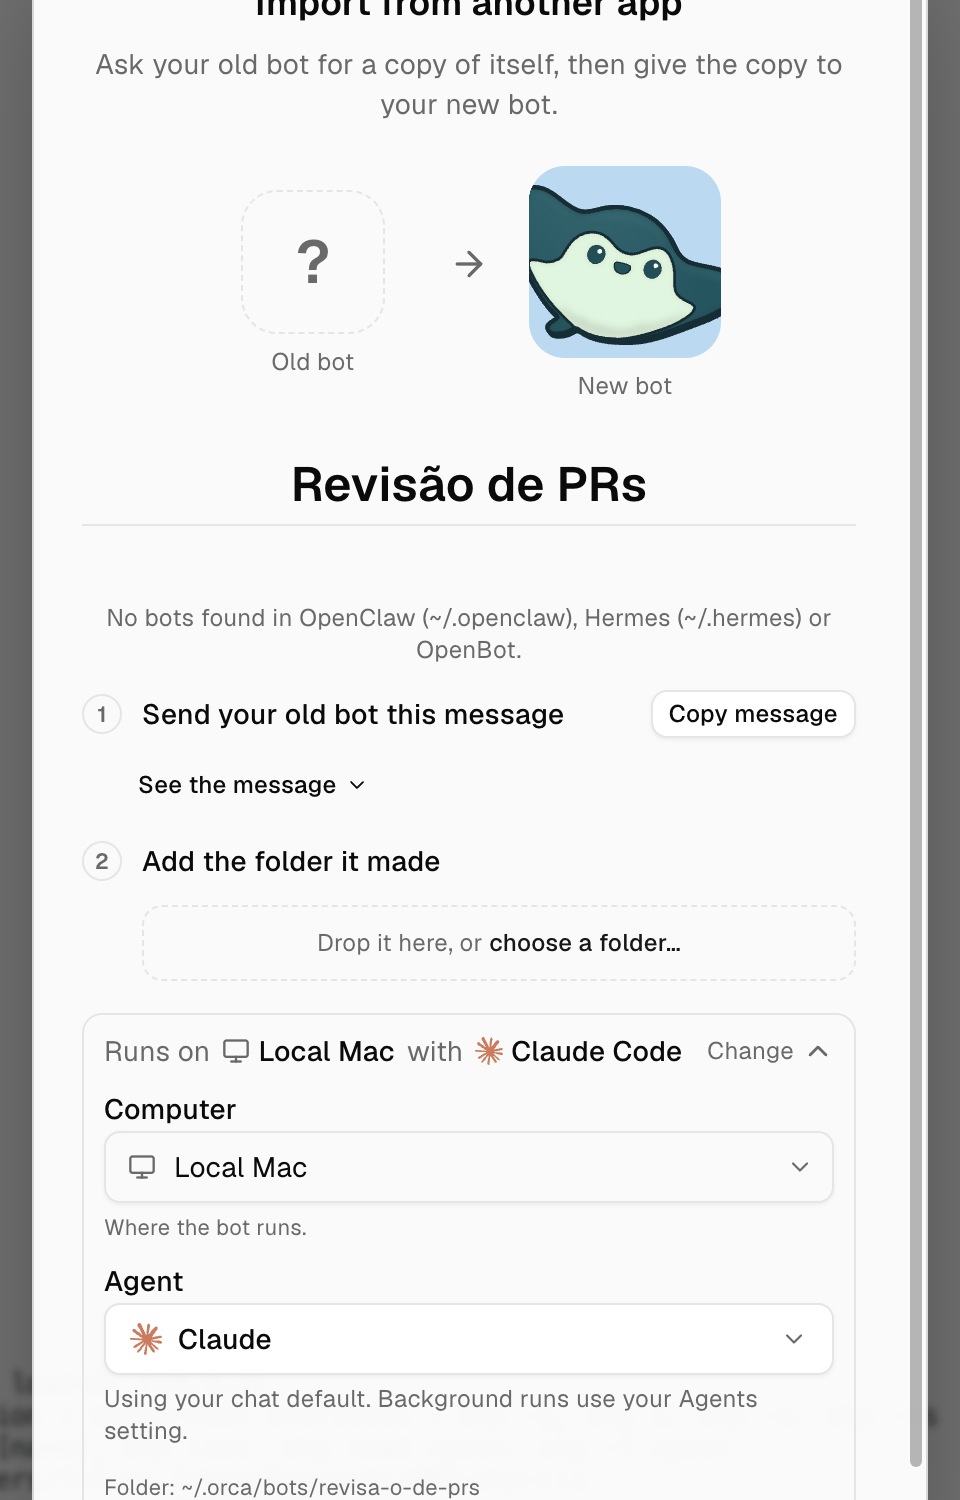 Import from another app
Ask your old bot for a copy of itself, then give the copy to
your new bot.
?
Old bot
New bot
Revisão de PRs
No bots found in OpenClaw (~/.openclaw), Hermes (~/.hermes) or
OpenBot.
1 Send your old bot this message Copy message
See the message
2 Add the folder it made
Drop it here, or choose a folder...
Runs on Local Mac with Claude Code Change
Computer
Local Mac
Where the bot runs.
Agent
Claude
Using your chat default. Background runs use your Agents
setting.
Folder: ~/.orca/bots/revisa-o-de-prs